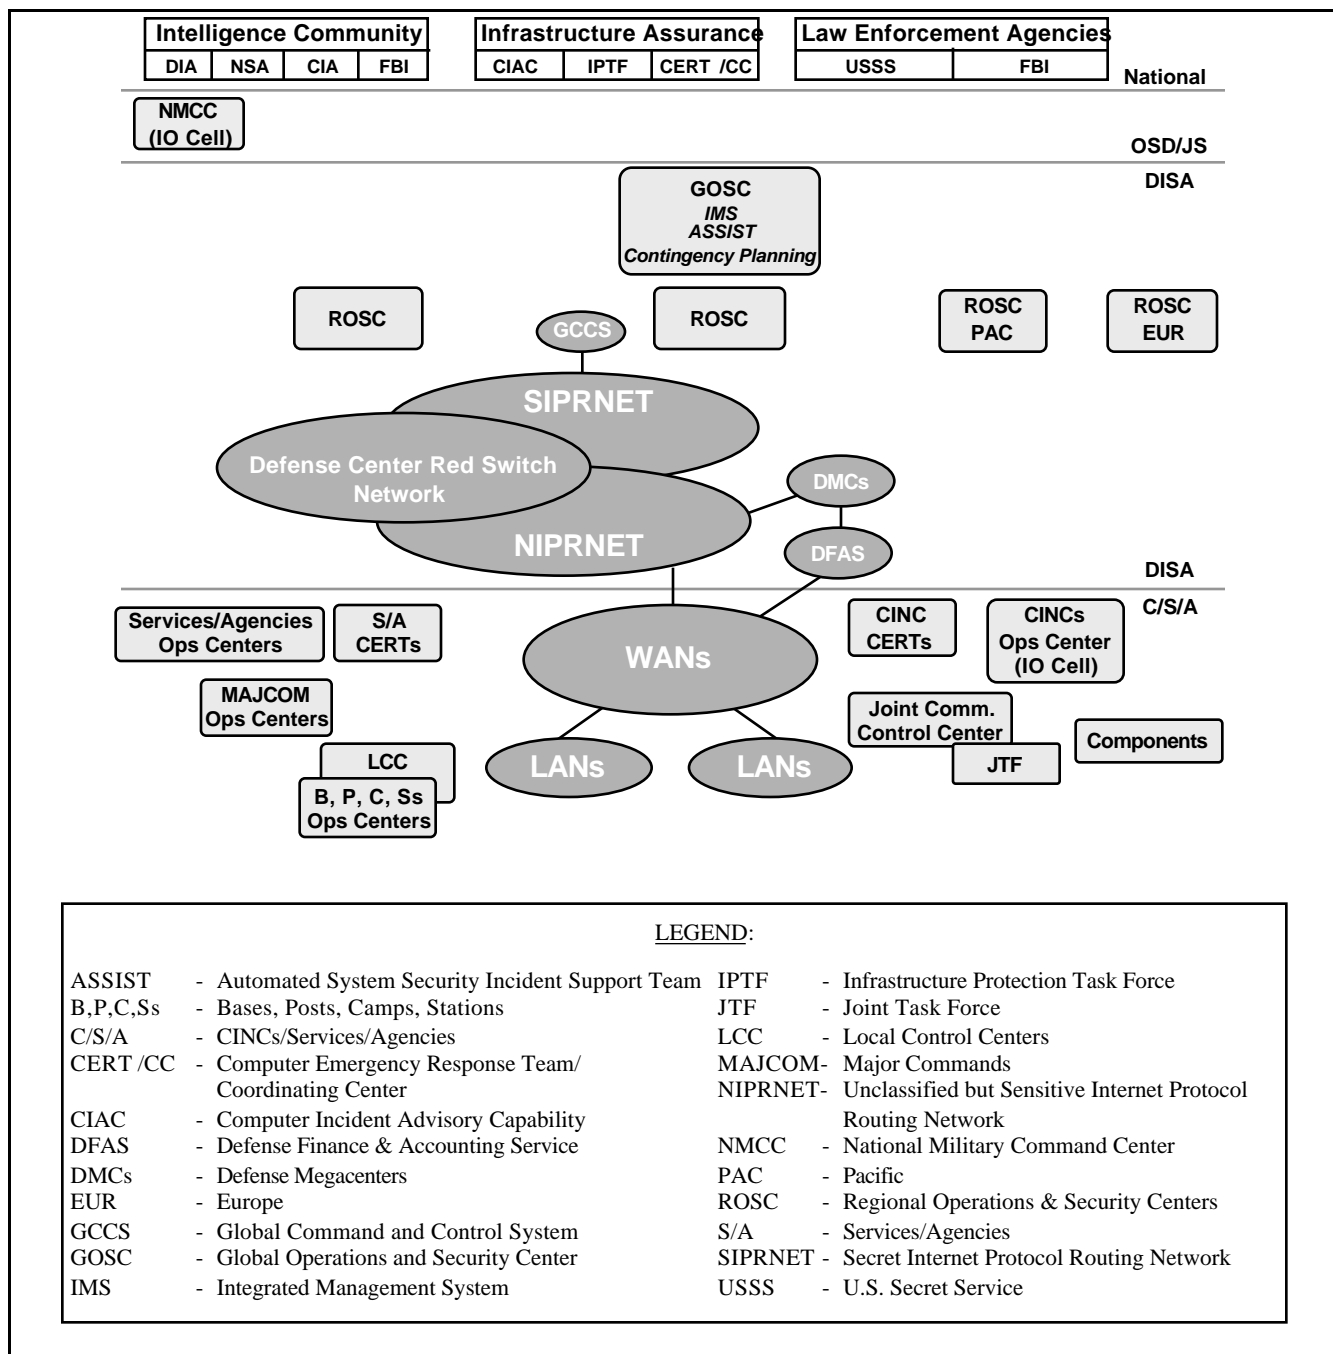 Intelligence Community
DIA NSA CIA FBI
Infrastructure Assurance
CIAC IPTF CERT /CC
Law Enforcement Agencies
USSS FBI
National
NMCC
(IO Cell)
OSD/JS
DISA
GOSC
IMS
ASSIST
Contingency Planning
ROSC
GCCS
ROSC
ROSC
PAC
ROSC
EUR
SIPRNET
Defense Center Red Switch
Network
NIPRNET
DMCs
DFAS
DISA
C/S/A
Services/Agencies
Ops Centers
S/A
CERTs
WANs
CINC
CERTs
CINCs
Ops Center
(IO Cell)
MAJCOM
Ops Centers
Joint Comm.
Control Center
Components
LCC
B, P, C, Ss
Ops Centers
LANs
LANs
JTF
LEGEND:
ASSIST - Automated System Security Incident Support Team
B,P,C,Ss - Bases, Posts, Camps, Stations
C/S/A - CINCs/Services/Agencies
CERT /CC - Computer Emergency Response Team/
Coordinating Center
CIAC - Computer Incident Advisory Capability
DFAS - Defense Finance & Accounting Service
DMCs - Defense Megacenters
EUR - Europe
GCCS - Global Command and Control System
GOSC - Global Operations and Security Center
IMS - Integrated Management System
IPTF - Infrastructure Protection Task Force
JTF - Joint Task Force
LCC - Local Control Centers
MAJCOM- Major Commands
NIPRNET- Unclassified but Sensitive Internet Protocol
Routing Network
NMCC - National Military Command Center
PAC - Pacific
ROSC - Regional Operations & Security Centers
S/A - Services/Agencies
SIPRNET - Secret Internet Protocol Routing Network
USSS - U.S. Secret Service